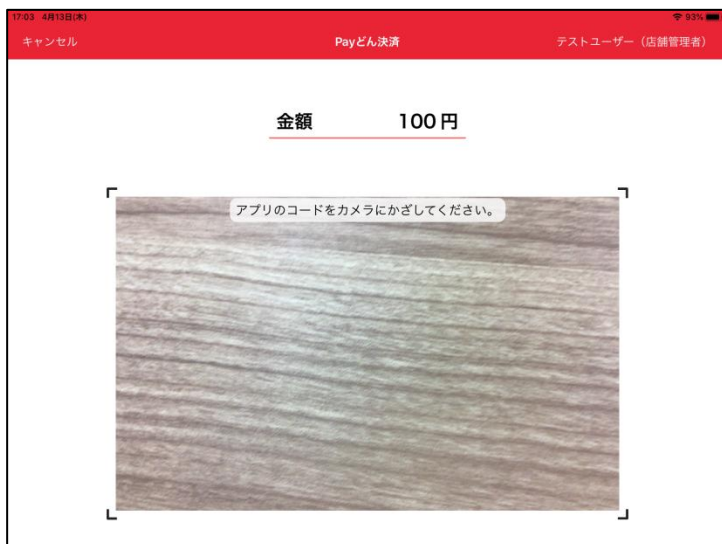 17:03 4月13日(木)
93%
キャンセル
Payどん決済
テストユーザー（店舗管理者）
金額 100円
アプリのコードをカメラにかざしてください。